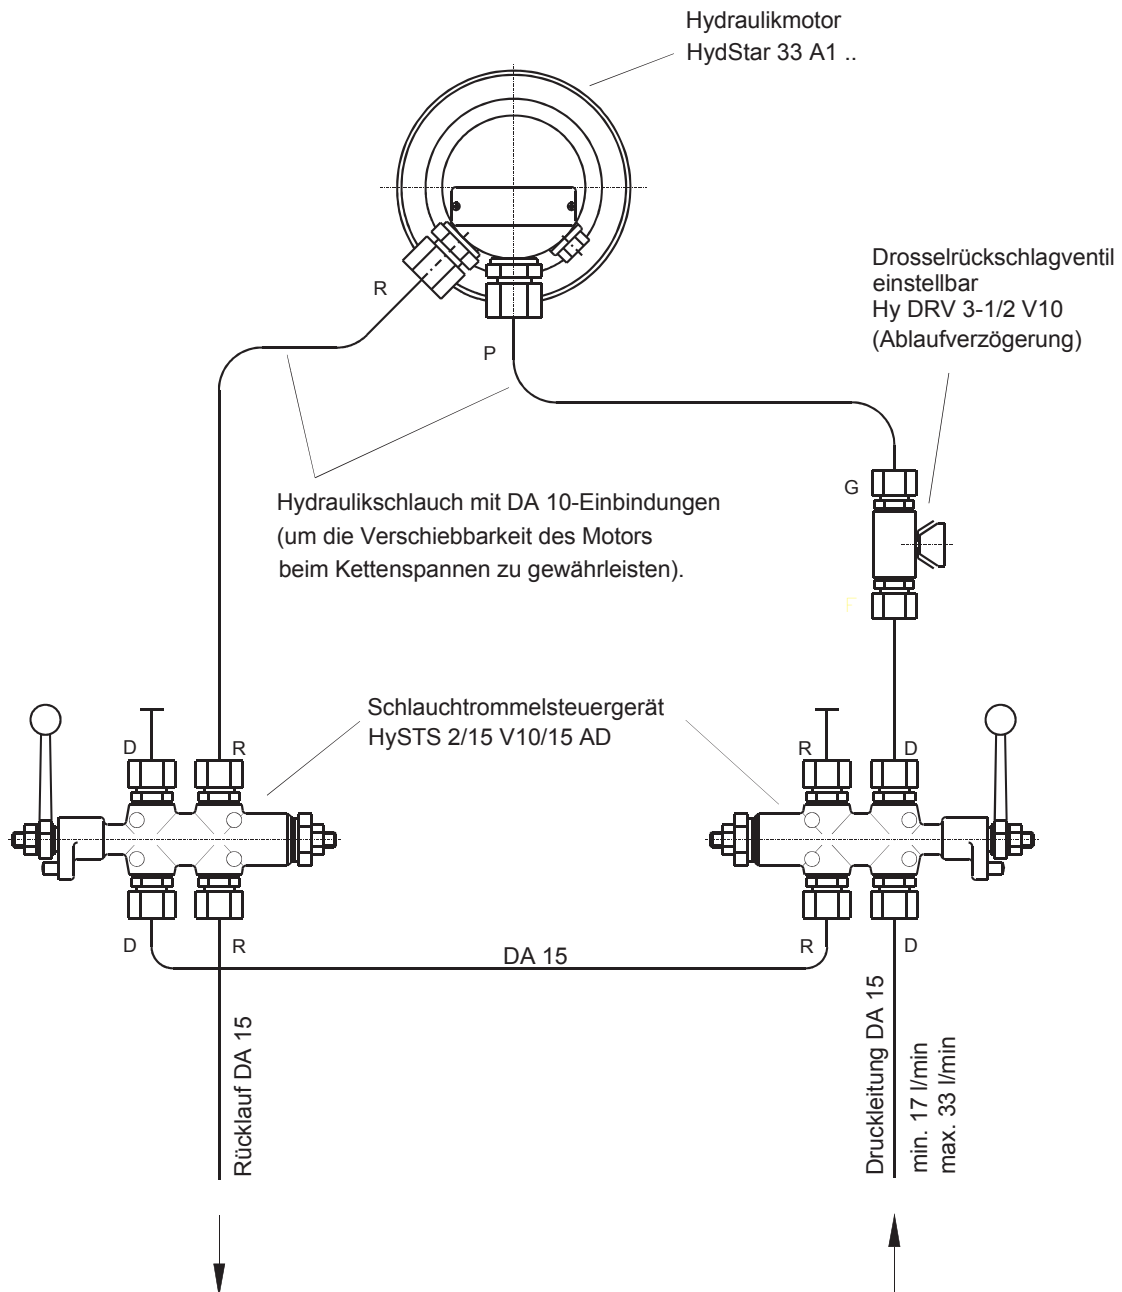 Hydraulikmotor
HydStar 33 A1 ..
Drosselrückschlagventil
einstellbar
Hy DRV 3-1/2 V10
(Ablaufverzögerung)
R
P
G
Hydraulikschlauch mit DA 10-Einbindungen
(um die Verschiebbarkeit des Motors
beim Kettenspannen zu gewährleisten).
F
Schlauchtrommelsteuergerät
HySTS 2/15 V10/15 AD
D
R
R
D
D
R
R
D
DA 15
Rücklauf DA 15
Druckleitung DA 15
min. 17 l/min
max. 33 l/min